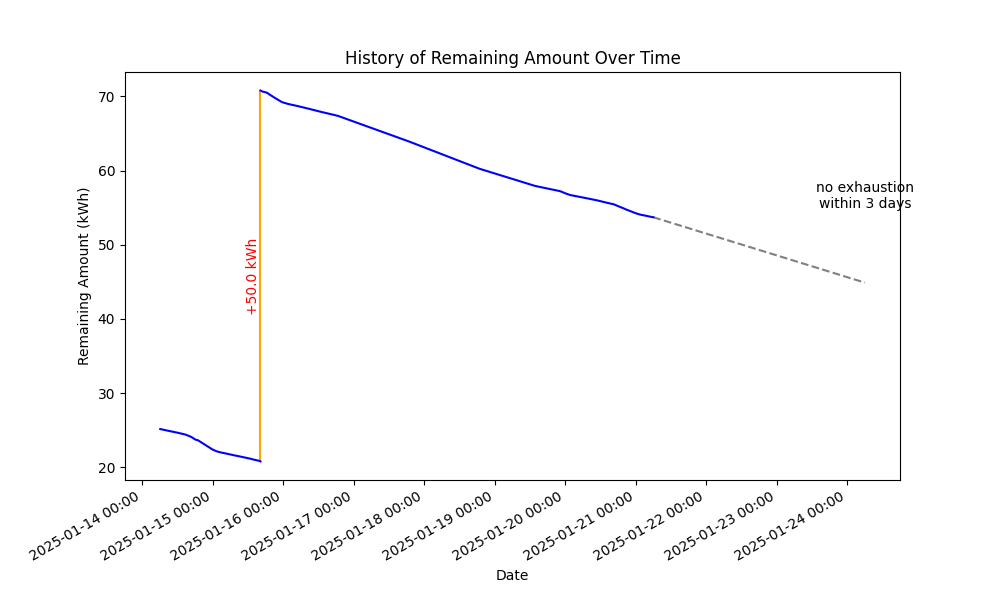 History of Remaining Amount Over Time
Remaining Amount (kWh)
70
60
50
40
30
20
+50.0 kWh
no exhaustion
within 3 days
2025-01-14 00:00
2025-01-15 00:00
2025-01-16 00:00
2025-01-17 00:00
2025-01-18 00:00
2025-01-19 00:00
2025-01-20 00:00
2025-01-21 00:00
2025-01-22 00:00
2025-01-23 00:00
2025-01-24 00:00
Date